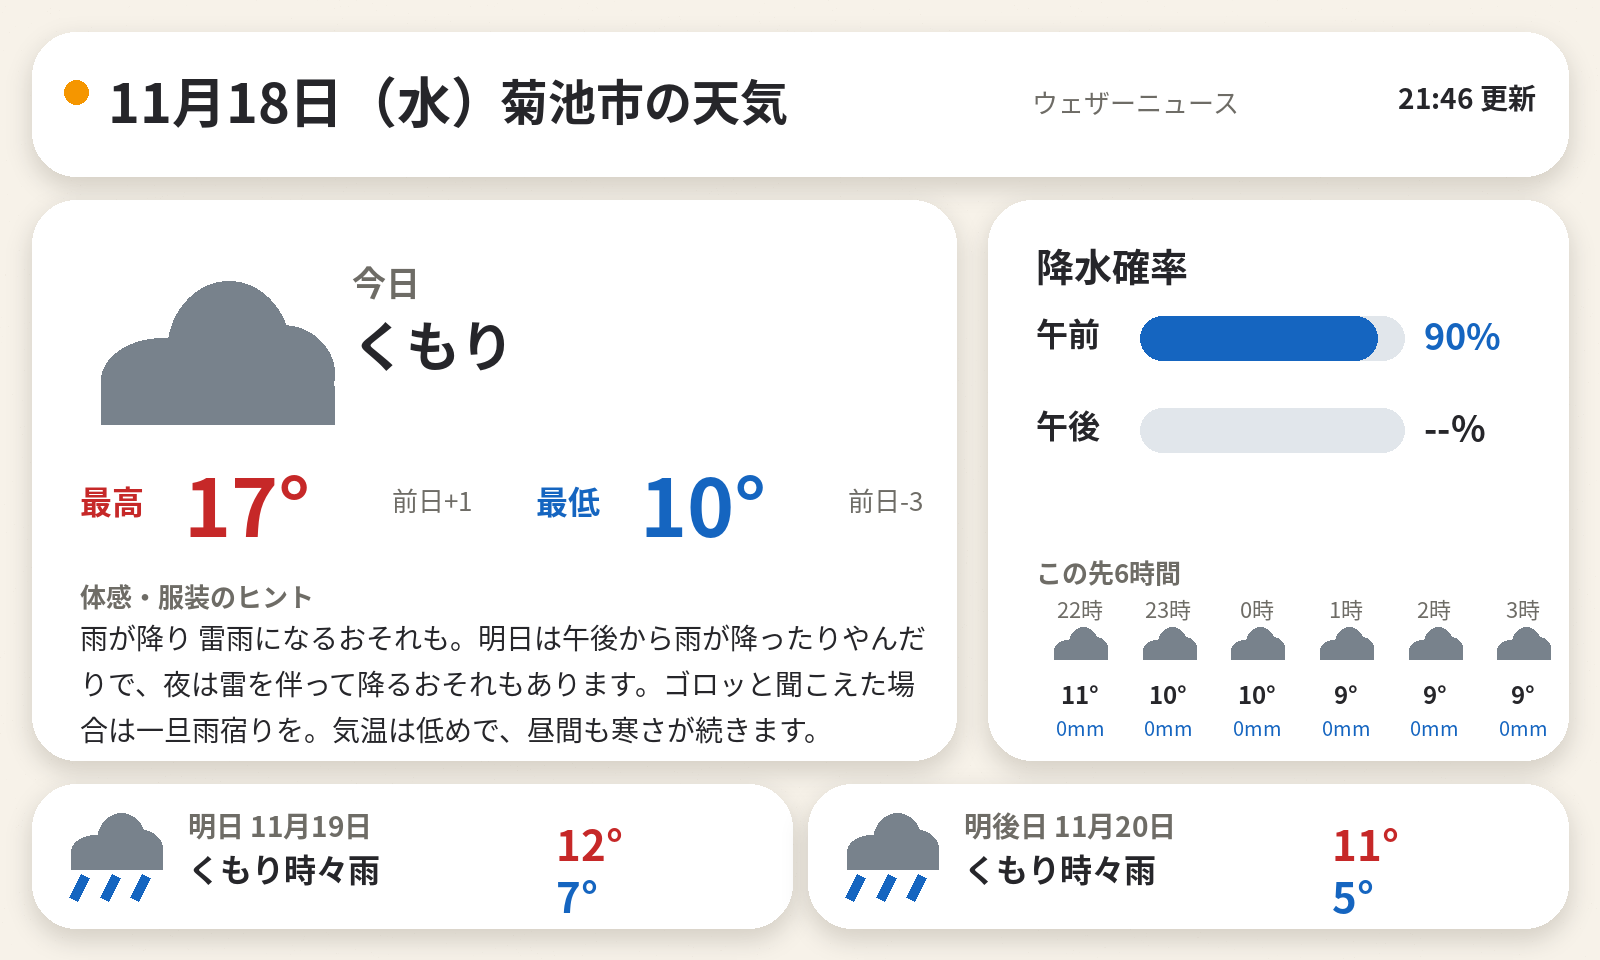 11月18日（水）菊池市の天気
ウェザーニュース
21:46 更新
今日
くもり
最高 17° 前日+1 最低 10° 前日-3
体感・服装のヒント
雨が降り 雷雨になるおそれも。明日は午後から雨が降ったりやんだ
りで、夜は雷を伴って降るおそれもあります。ゴロッと聞こえた場
合は一旦雨宿りを。気温は低めで、昼間も寒さが続きます。
降水確率
午前 90%
午後 --%
この先6時間
22時 23時 0時 1時 2時 3時
11° 10° 10° 9° 9° 9°
0mm 0mm 0mm 0mm 0mm 0mm
明日 11月19日
くもり時々雨
12°
7°
明後日 11月20日
くもり時々雨
11°
5°